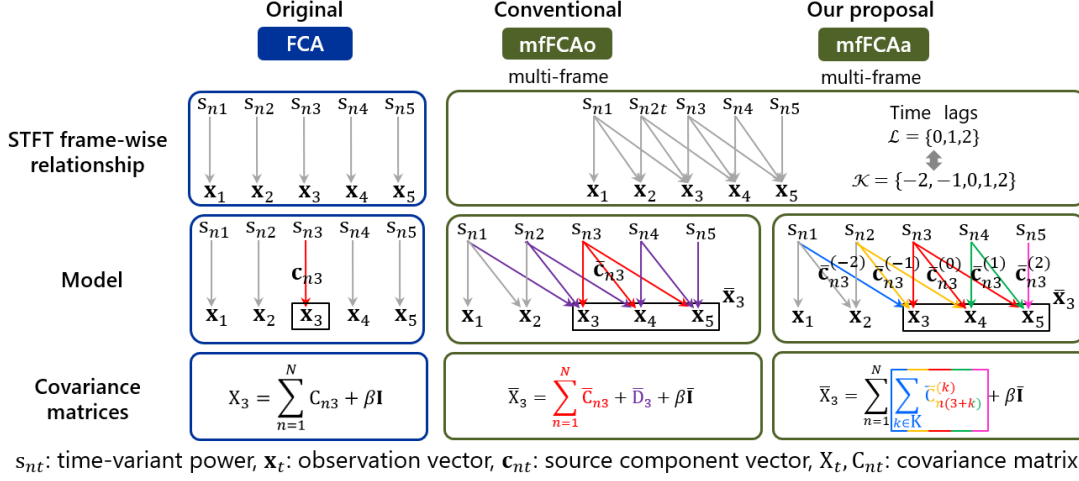 Original Conventional Our proposal
FCA mfFCAo mfFCAa
multi-frame multi-frame
STFT frame-wise relationship
s_{n1} s_{n2} s_{n3} s_{n4} s_{n5}
x_1 x_2 x_3 x_4 x_5
s_{n1} s_{n2t} s_{n3} s_{n4} s_{n5}
x_1 x_2 x_3 x_4 x_5
Time lags
ℒ = {0,1,2}
𝒦 = {−2,−1,0,1,2}
Model
s_{n1} s_{n2} s_{n3} s_{n4} s_{n5}
c_{n3}
x_1 x_2 x_3 x_4 x_5
s_{n1} s_{n2} s_{n3} s_{n4} s_{n5}
c̄_{n3}
x̄_3
x_1 x_2 x_3 x_4 x_5
s_{n1} s_{n2} s_{n3} s_{n4} s_{n5}
c̄_{n3}^{(−2)} c̄_{n3}^{(−1)} c̄_{n3}^{(0)} c̄_{n3}^{(1)} c̄_{n3}^{(2)}
x̄_3
x_1 x_2 x_3 x_4 x_5
Covariance matrices
X_3 = ∑_{n=1}^{N} C_{n3} + βI
X̄_3 = ∑_{n=1}^{N} C̄_{n3} + D̄_3 + βĪ
X̄_3 = ∑_{n=1}^{N} ∑_{k∈K} C̄_{n(3+k)}^{(k)} + βĪ
s_{nt}: time-variant power, x_t: observation vector, c_{nt}: source component vector, X_t, C_{nt}: covariance matrix